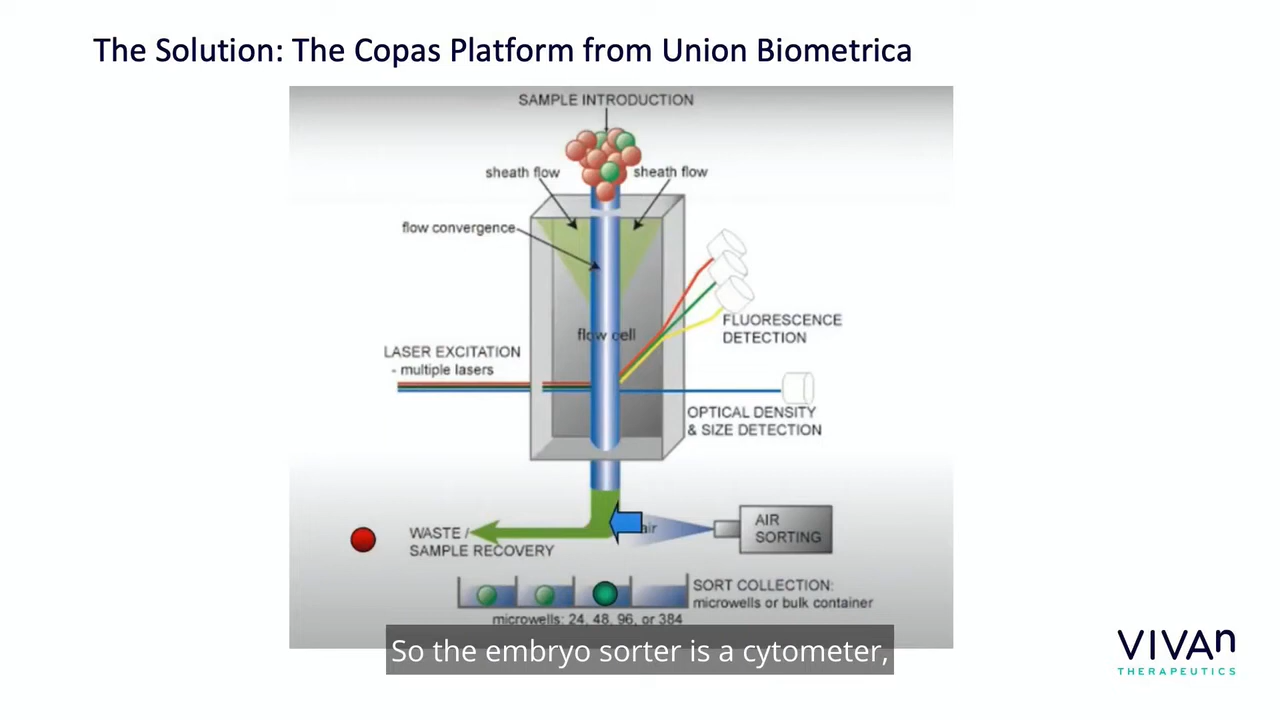 The Solution: The Copas Platform from Union Biometrica
SAMPLE INTRODUCTION
sheath flow
sheath flow
flow convergence
flow cell
FLUORESCENCE
DETECTION
LASER EXCITATION
- multiple lasers
OPTICAL DENSITY
& SIZE DETECTION
WASTE /
SAMPLE RECOVERY
air
AIR
SORTING
SORT COLLECTION:
microwells or bulk container
microwells: 24, 48, 96, or 384
So the embryo sorter is a cytometer,
VIVAn
THERAPEUTICS